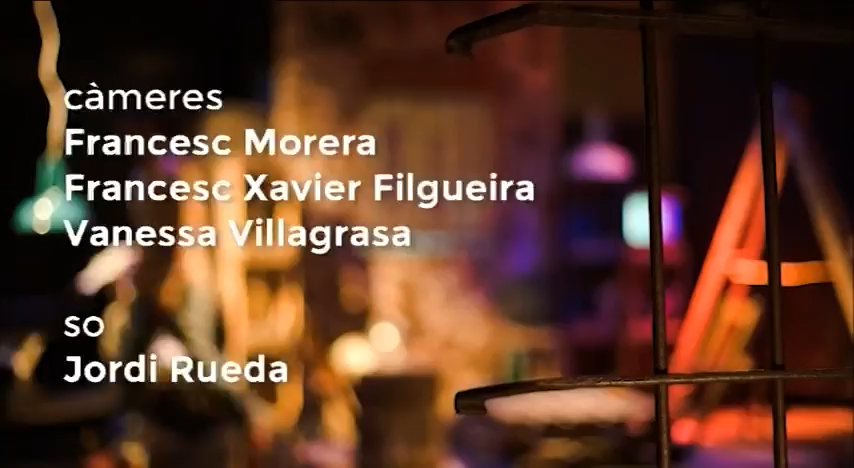 càmeres
Francesc Morera
Francesc Xavier Filgueira
Vanessa Villagrasa
so
Jordi Rueda